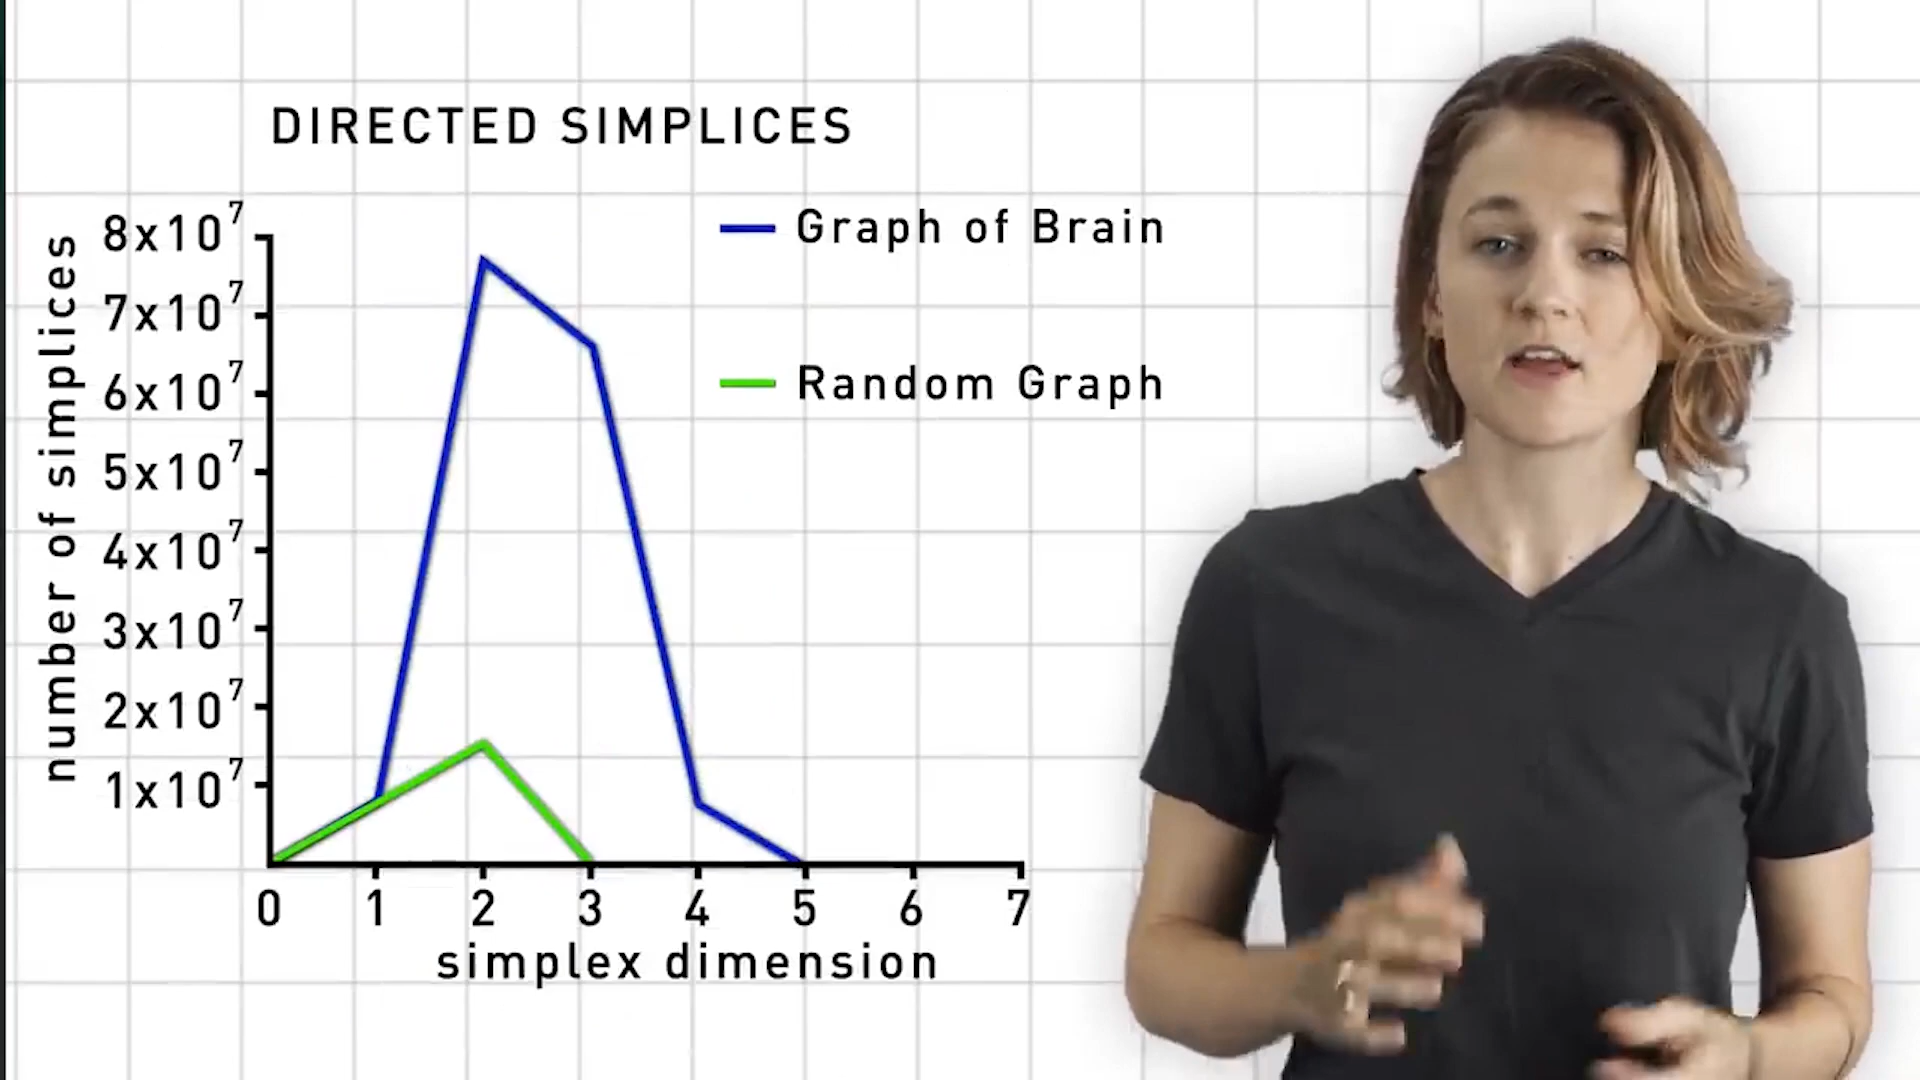 DIRECTED SIMPLICES
number of simplices
8x10⁷
7x10⁷
6x10⁷
5x10⁷
4x10⁷
3x10⁷
2x10⁷
1x10⁷
Graph of Brain
Random Graph
0 1 2 3 4 5 6 7
simplex dimension